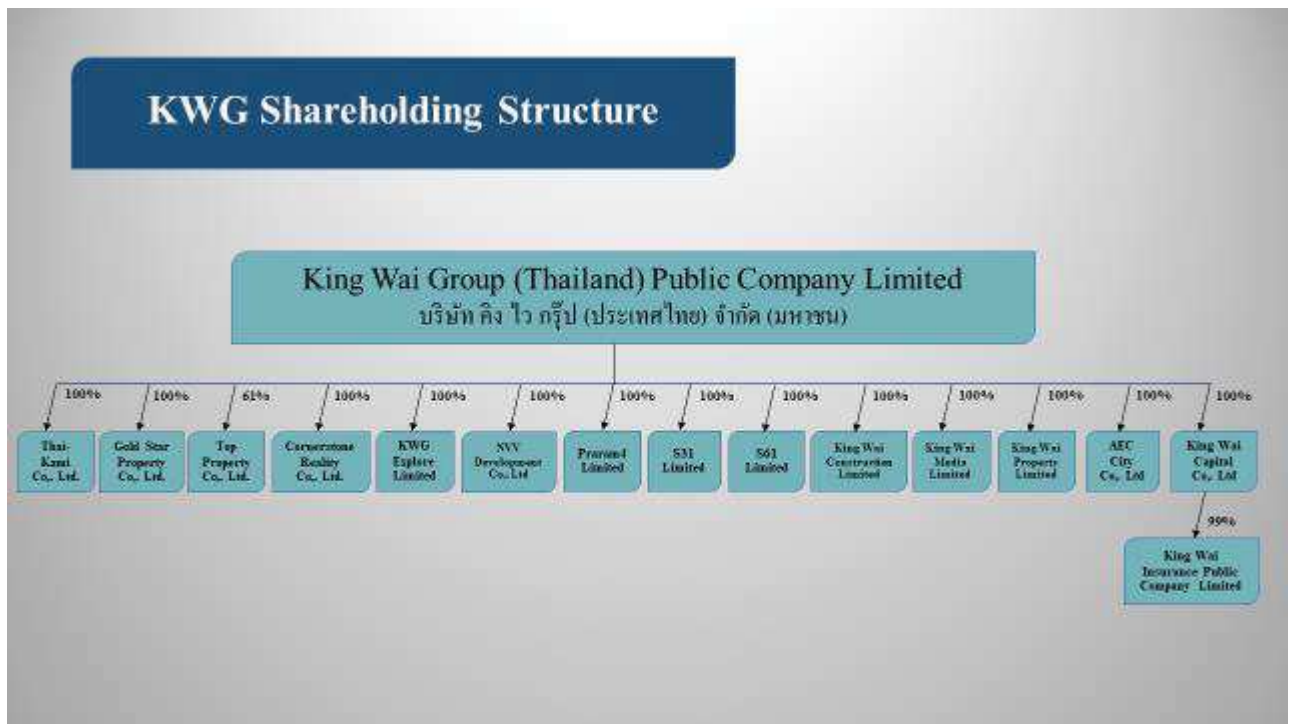 KWG Shareholding Structure
King Wai Group (Thailand) Public Company Limited
บริษัท คิง ไว กรุ๊ป (ประเทศไทย) จำกัด (มหาชน)
100%
100%
61%
100%
100%
100%
100%
100%
100%
100%
100%
100%
100%
100%
Thai-
Kami
Co,. Ltd.
Gold Star
Property
Co,. Ltd.
Top
Property
Co,. Ltd.
Cornerstone
Reality
Co,. Ltd.
KWG
Explore
Limited
NVV
Development
Co,. Ltd
Praram4
Limited
S31
Limited
S61
Limited
King Wai
Construction
Limited
King Wai
Media
Limited
King Wai
Property
Limited
AEC
City
Co,. Ltd
King Wai
Capital
Co,. Ltd
99%
King Wai
Insurance Public
Company Limited